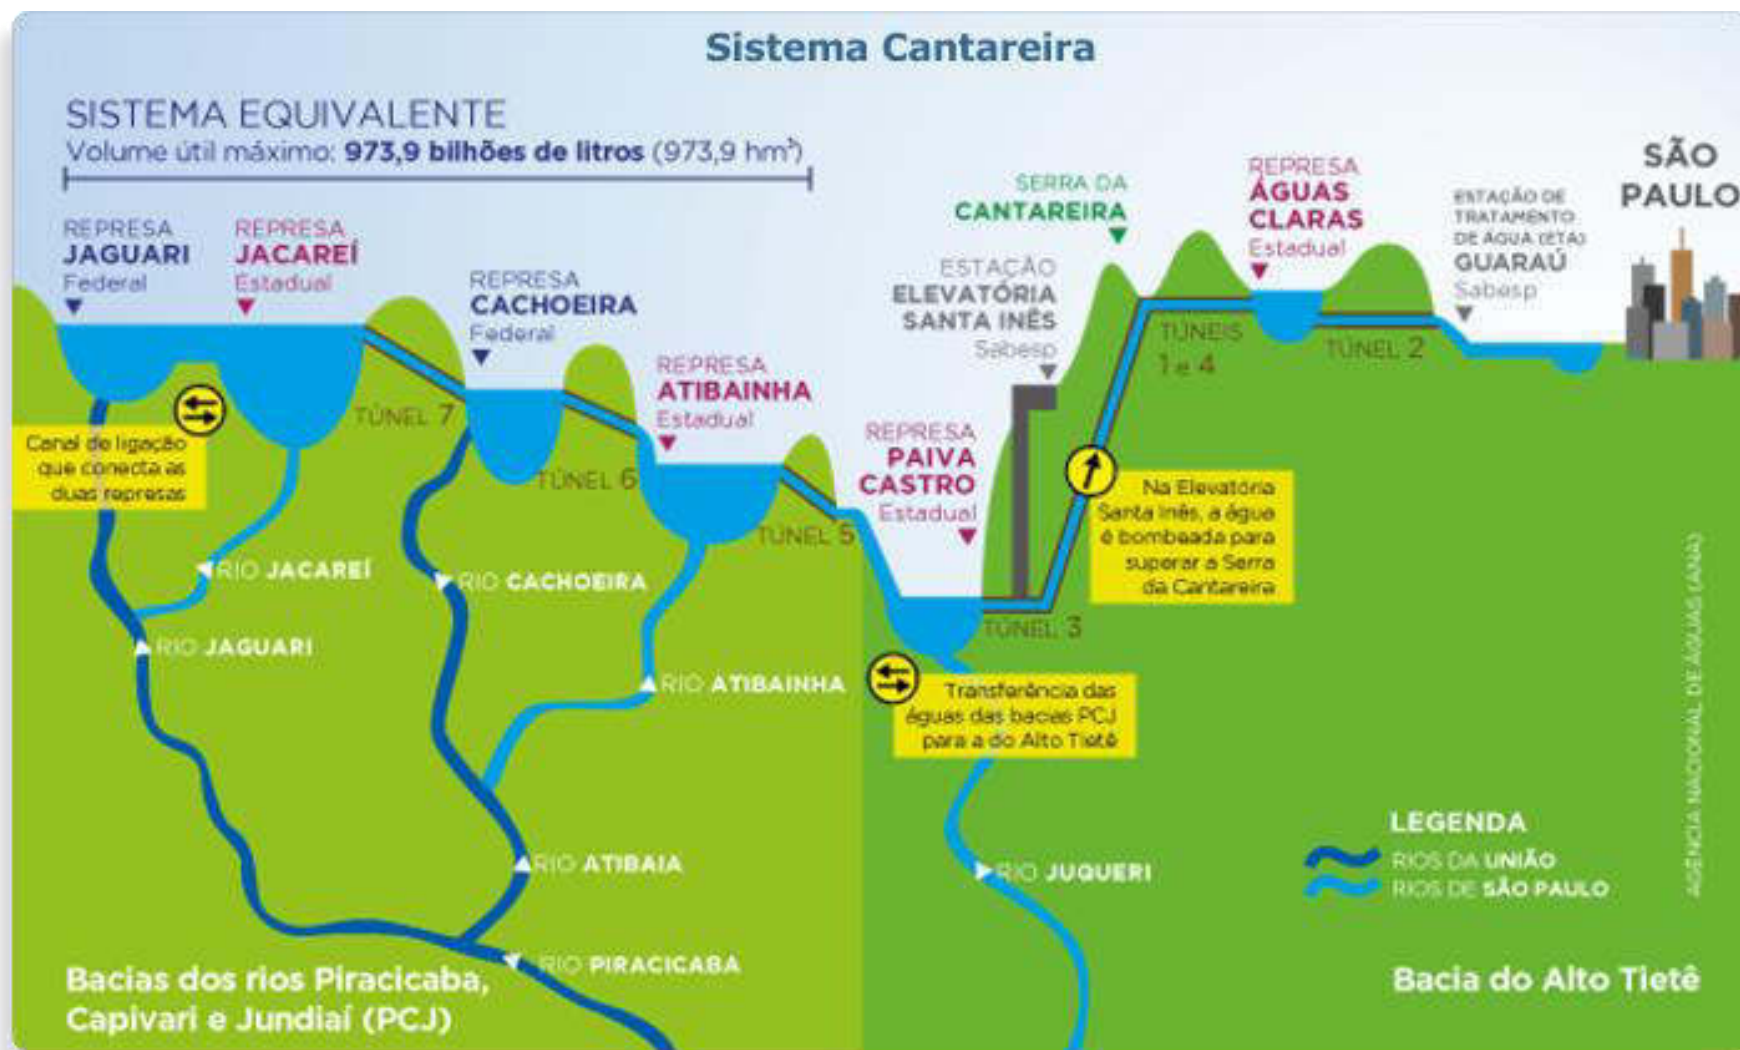 Sistema Cantareira
SISTEMA EQUIVALENTE
Volume útil máximo: 973,9 bilhões de litros (973,9 hm³)
REPRESA
JAGUARI
Federal
REPRESA
JACAREÍ
Estadual
REPRESA
CACHOEIRA
Federal
REPRESA
ATIBAINHA
Estadual
REPRESA
PAIVA
CASTRO
Estadual
ESTAÇÃO
ELEVATÓRIA
SANTA INÊS
Sabesp
SERRA DA
CANTAREIRA
REPRESA
ÁGUAS
CLARAS
Estadual
ESTAÇÃO DE
TRATAMENTO
DE ÁGUA (ETA)
GUARAÚ
Sabesp
SÃO
PAULO
TÚNEL 7
TÚNEL 6
TÚNEL 5
TÚNEL 3
TÚNEIS
1 e 4
TÚNEL 2
Canal de ligação
que conecta as
duas represas
Na Elevatória
Santa Inês, a água
é bombeada para
superar a Serra
da Cantareira
Transferência das
águas das bacias PCJ
para a do Alto Tietê
RIO JACAREÍ
RIO JAGUARI
RIO CACHOEIRA
RIO ATIBAINHA
RIO ATIBAIA
RIO PIRACICABA
RIO JUQUERI
LEGENDA
RIOS DA UNIÃO
RIOS DE SÃO PAULO
Bacias dos rios Piracicaba,
Capivari e Jundiaí (PCJ)
Bacia do Alto Tietê
AGÊNCIA NACIONAL DE ÁGUAS (ANA)